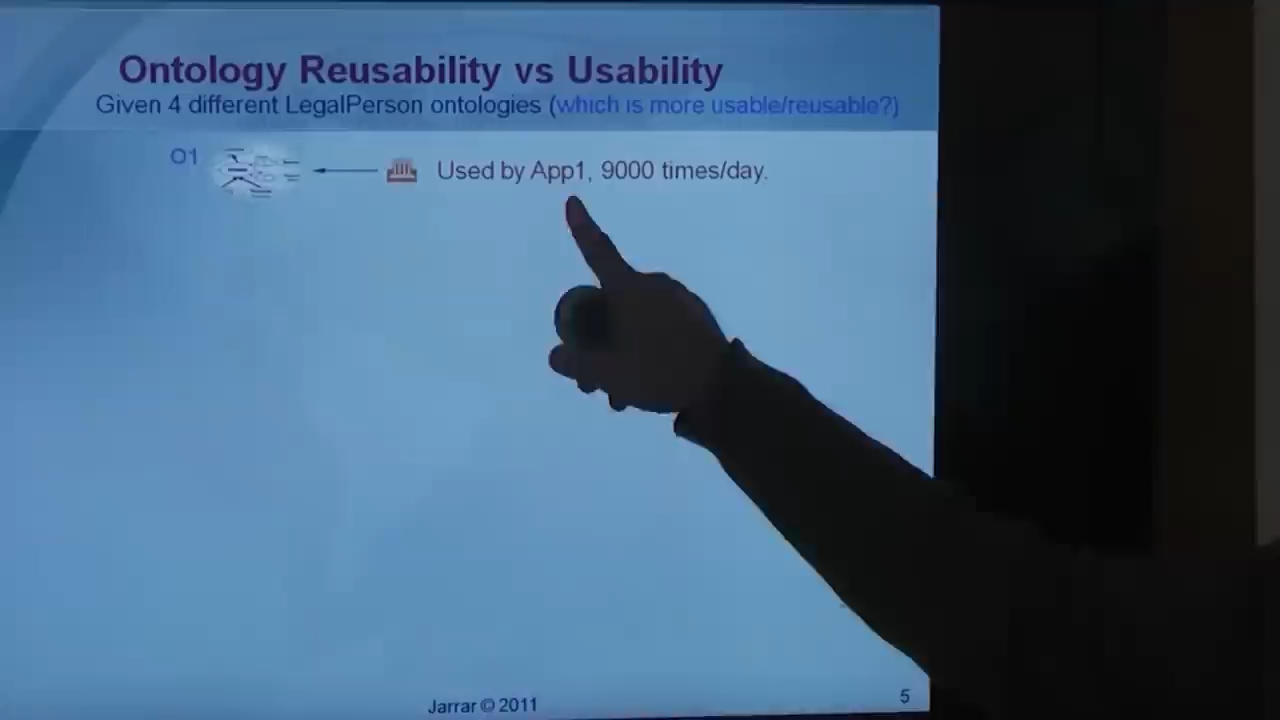 Ontology Reusability vs Usability
Given 4 different LegalPerson ontologies (which is more usable/reusable?)
O1
Used by App1, 9000 times/day.
Jarrar © 2011
5